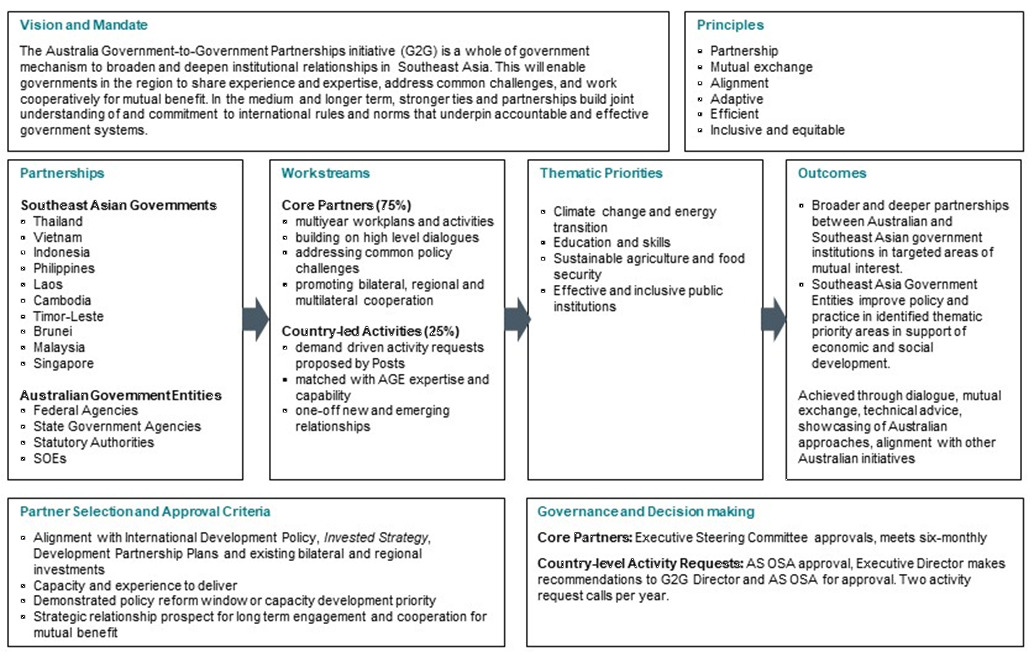 Vision and Mandate
The Australia Government-to-Government Partnerships initiative (G2G) is a whole of government
mechanism to broaden and deepen institutional relationships in Southeast Asia. This will enable
governments in the region to share experience and expertise, address common challenges, and work
cooperatively for mutual benefit. In the medium and longer term, stronger ties and partnerships build joint
understanding of and commitment to international rules and norms that underpin accountable and effective
government systems.
Principles
Partnership
Mutual exchange
Alignment
Adaptive
Efficient
Inclusive and equitable
Partnerships
Southeast Asian Governments
Thailand
Vietnam
Indonesia
Philippines
Laos
Cambodia
Timor-Leste
Brunei
Malaysia
Singapore
Australian Government Entities
Federal Agencies
State Government Agencies
Statutory Authorities
SOEs
Workstreams
Core Partners (75%)
multiyear workplans and activities
building on high level dialogues
addressing common policy
challenges
promoting bilateral, regional and
multilateral cooperation
Country-led Activities (25%)
demand driven activity requests
proposed by Posts
matched with AGE expertise and
capability
one-off new and emerging
relationships
Thematic Priorities
Climate change and energy
transition
Education and skills
Sustainable agriculture and food
security
Effective and inclusive public
institutions
Outcomes
Broader and deeper partnerships
between Australian and
Southeast Asian government
institutions in targeted areas of
mutual interest.
Southeast Asia Government
Entities improve policy and
practice in identified thematic
priority areas in support of
economic and social
development.
Achieved through dialogue, mutual
exchange, technical advice,
showcasing of Australian
approaches, alignment with other
Australian initiatives
Partner Selection and Approval Criteria
Alignment with International Development Policy, Invested Strategy,
Development Partnership Plans and existing bilateral and regional
investments
Capacity and experience to deliver
Demonstrated policy reform window or capacity development priority
Strategic relationship prospect for long term engagement and cooperation for
mutual benefit
Governance and Decision making
Core Partners: Executive Steering Committee approvals, meets six-monthly
Country-level Activity Requests: AS OSA approval, Executive Director makes
recommendations to G2G Director and AS OSA for approval. Two activity
request calls per year.